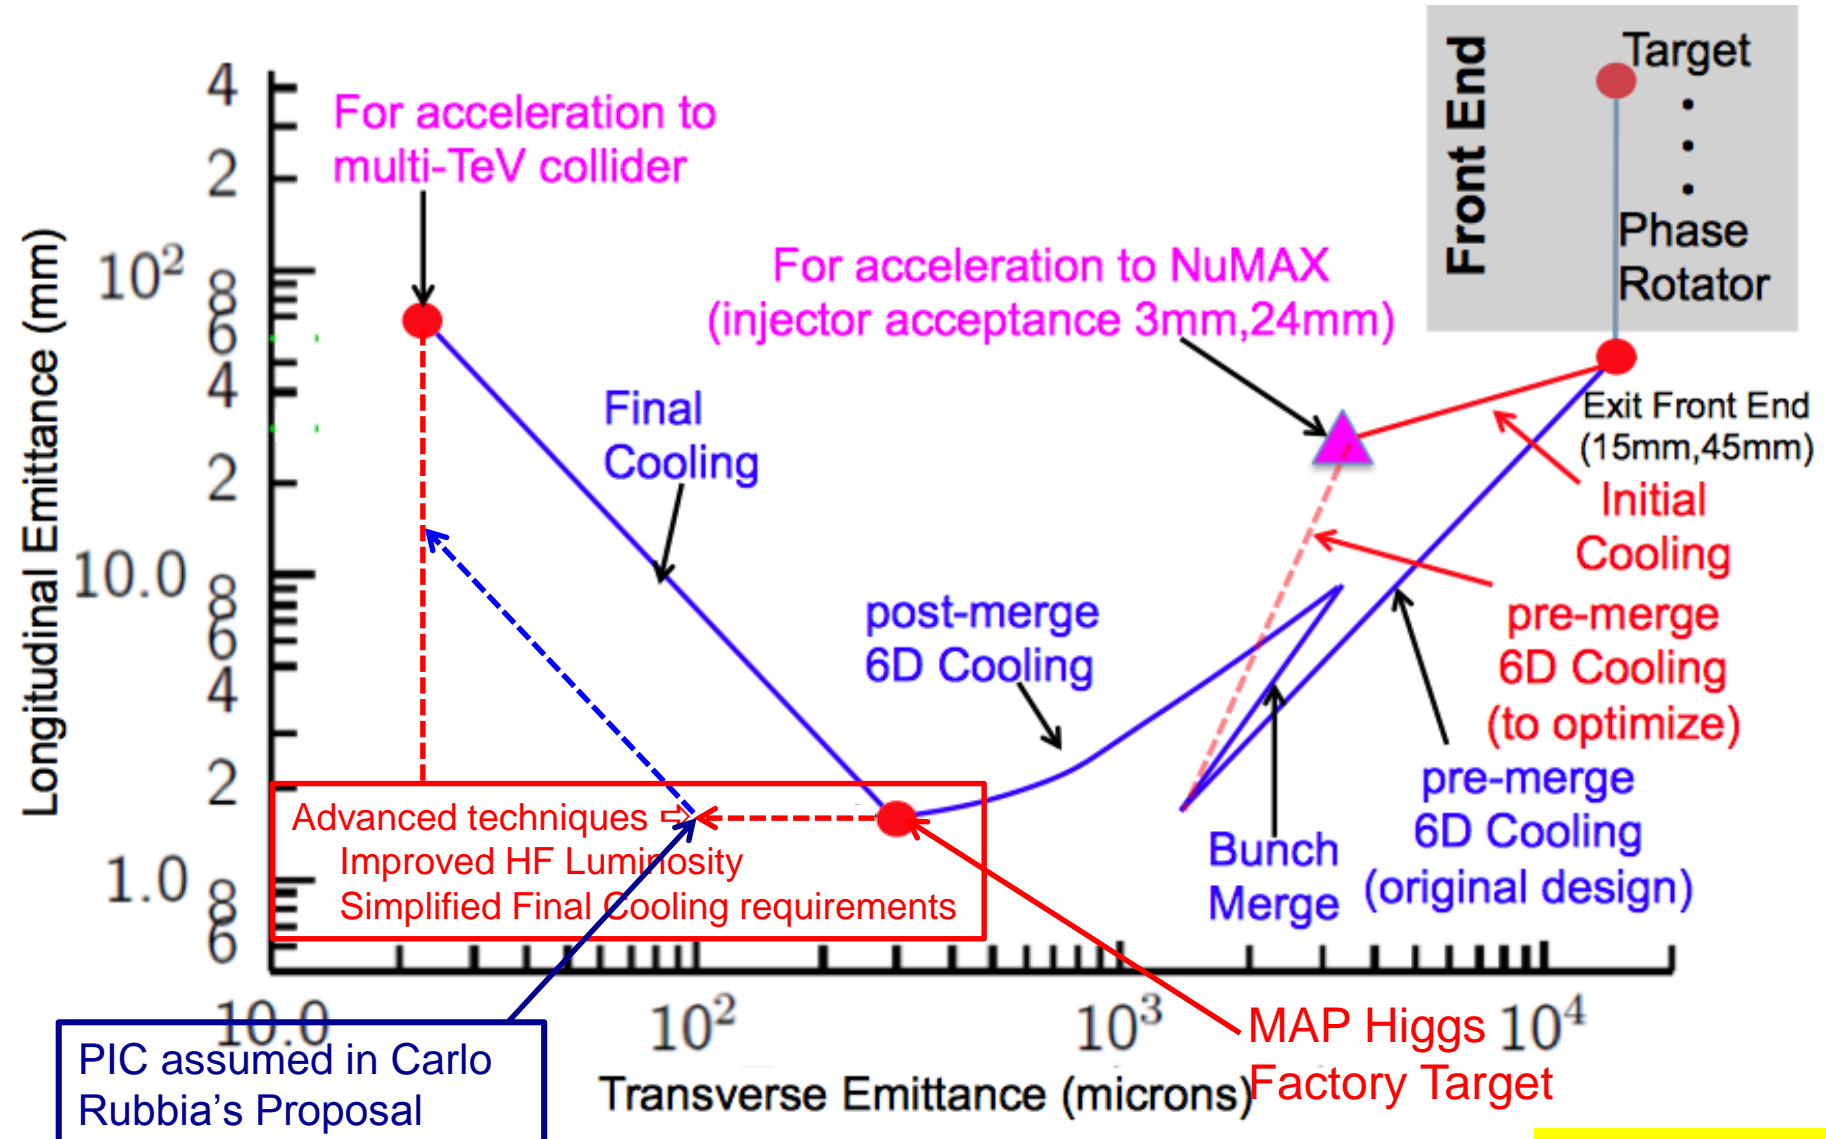 Front End
Target
Phase
Rotator
For acceleration to
multi-TeV collider
For acceleration to NuMAX
(injector acceptance 3mm,24mm)
Exit Front End
(15mm,45mm)
Initial
Cooling
Final
Cooling
post-merge
6D Cooling
pre-merge
6D Cooling
(to optimize)
pre-merge
6D Cooling
(original design)
Bunch
Merge
Advanced techniques ⇨
Improved HF Luminosity
Simplified Final Cooling requirements
MAP Higgs
Factory Target
PIC assumed in Carlo
Rubbia's Proposal
Longitudinal Emittance (mm)
4
2
10²
8
6
4
2
10.0
8
6
4
2
1.0
8
6
10.0
10²
10³
10⁴
Transverse Emittance (microns)